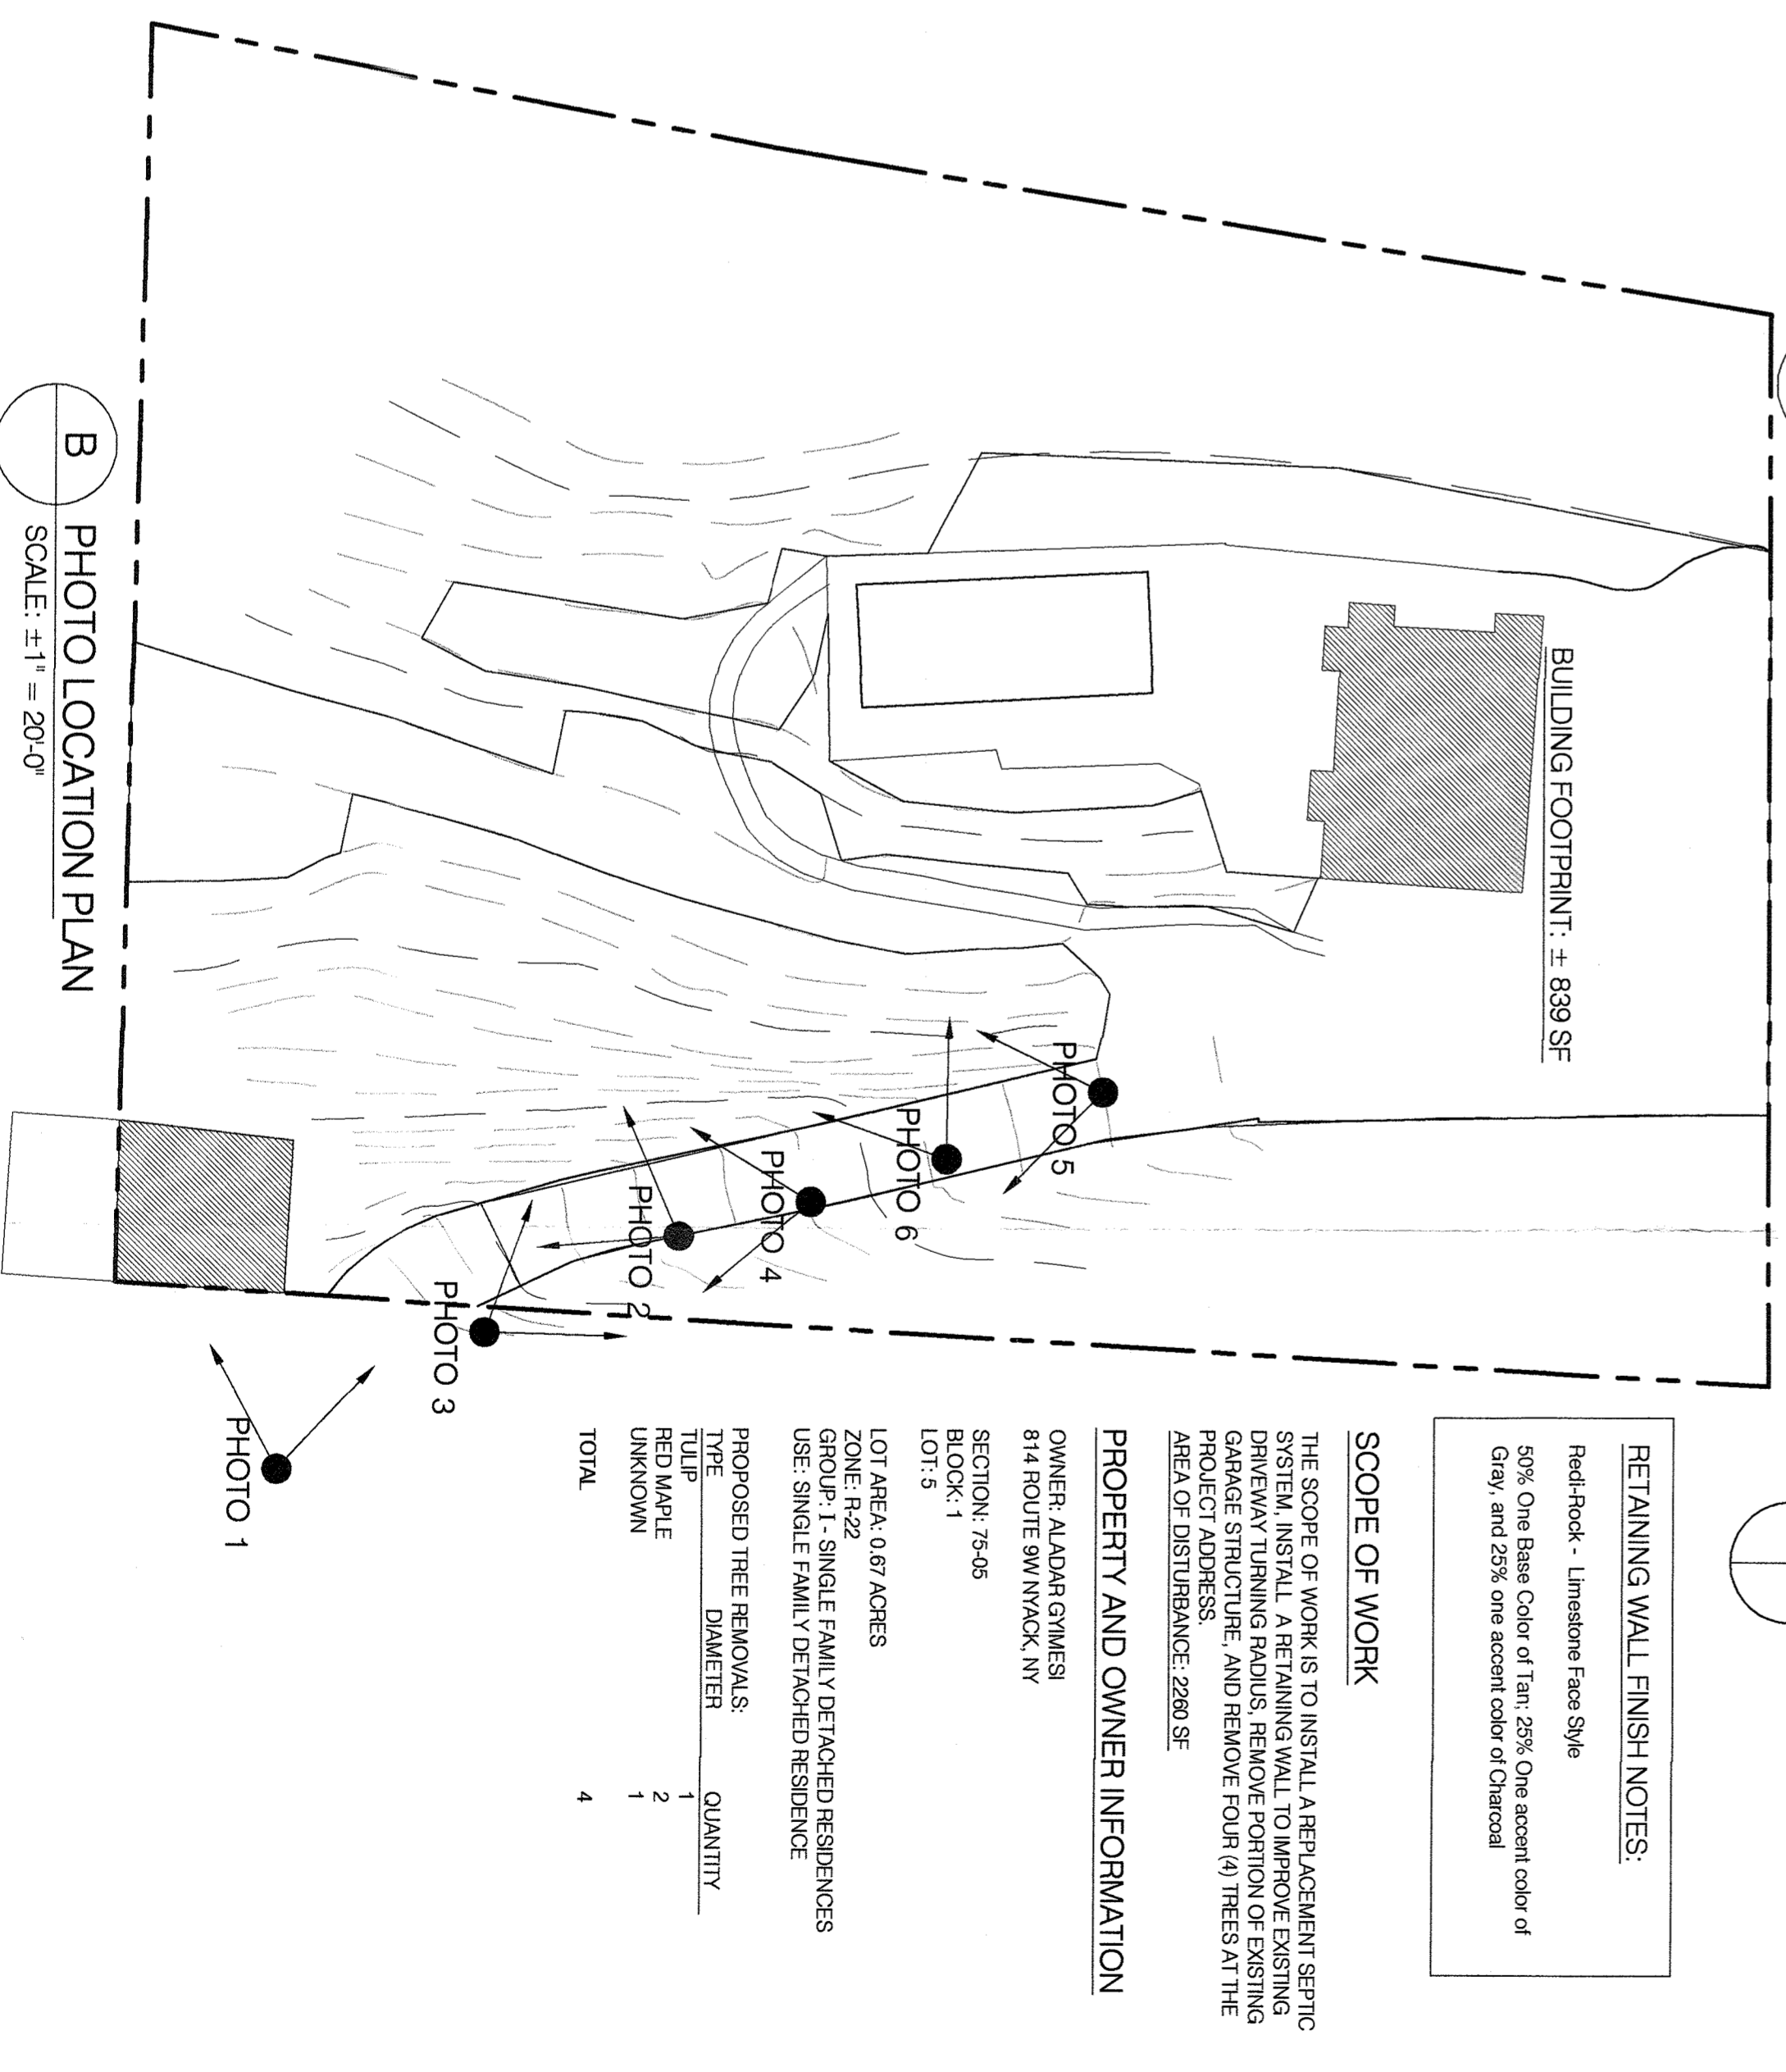 RETAINING WALL FINISH NOTES:
Redi-Rock - Limestone Face Style
50% One Base Color of Tan; 25% One accent color of
Gray, and 25% one accent color of Charcoal
SCOPE OF WORK
THE SCOPE OF WORK IS TO INSTALL A REPLACEMENT SEPTIC
SYSTEM, INSTALL A RETAINING WALL TO IMPROVE EXISTING
DRIVEWAY TURNING RADIUS, REMOVE PORTION OF EXISTING
GARAGE STRUCTURE, AND REMOVE FOUR (4) TREES AT THE
PROJECT ADDRESS.
AREA OF DISTURBANCE: 2260 SF
PROPERTY AND OWNER INFORMATION
OWNER: ALADAR GYIMESI
814 ROUTE 9W NYACK, NY
SECTION: 75-05
BLOCK: 1
LOT: 5
LOT AREA: 0.67 ACRES
ZONE: R-22
GROUP: I - SINGLE FAMILY DETACHED RESIDENCES
USE: SINGLE FAMILY DETACHED RESIDENCE
PROPOSED TREE REMOVALS:
TYPE DIAMETER QUANTITY
TULIP 1
RED MAPLE 2
UNKNOWN 1
TOTAL 4
BUILDING FOOTPRINT: ± 839 SF
PHOTO 5
PHOTO 6
PHOTO 4
PHOTO 2
PHOTO 3
PHOTO 1
B PHOTO LOCATION PLAN
SCALE: ±1" = 20'-0"